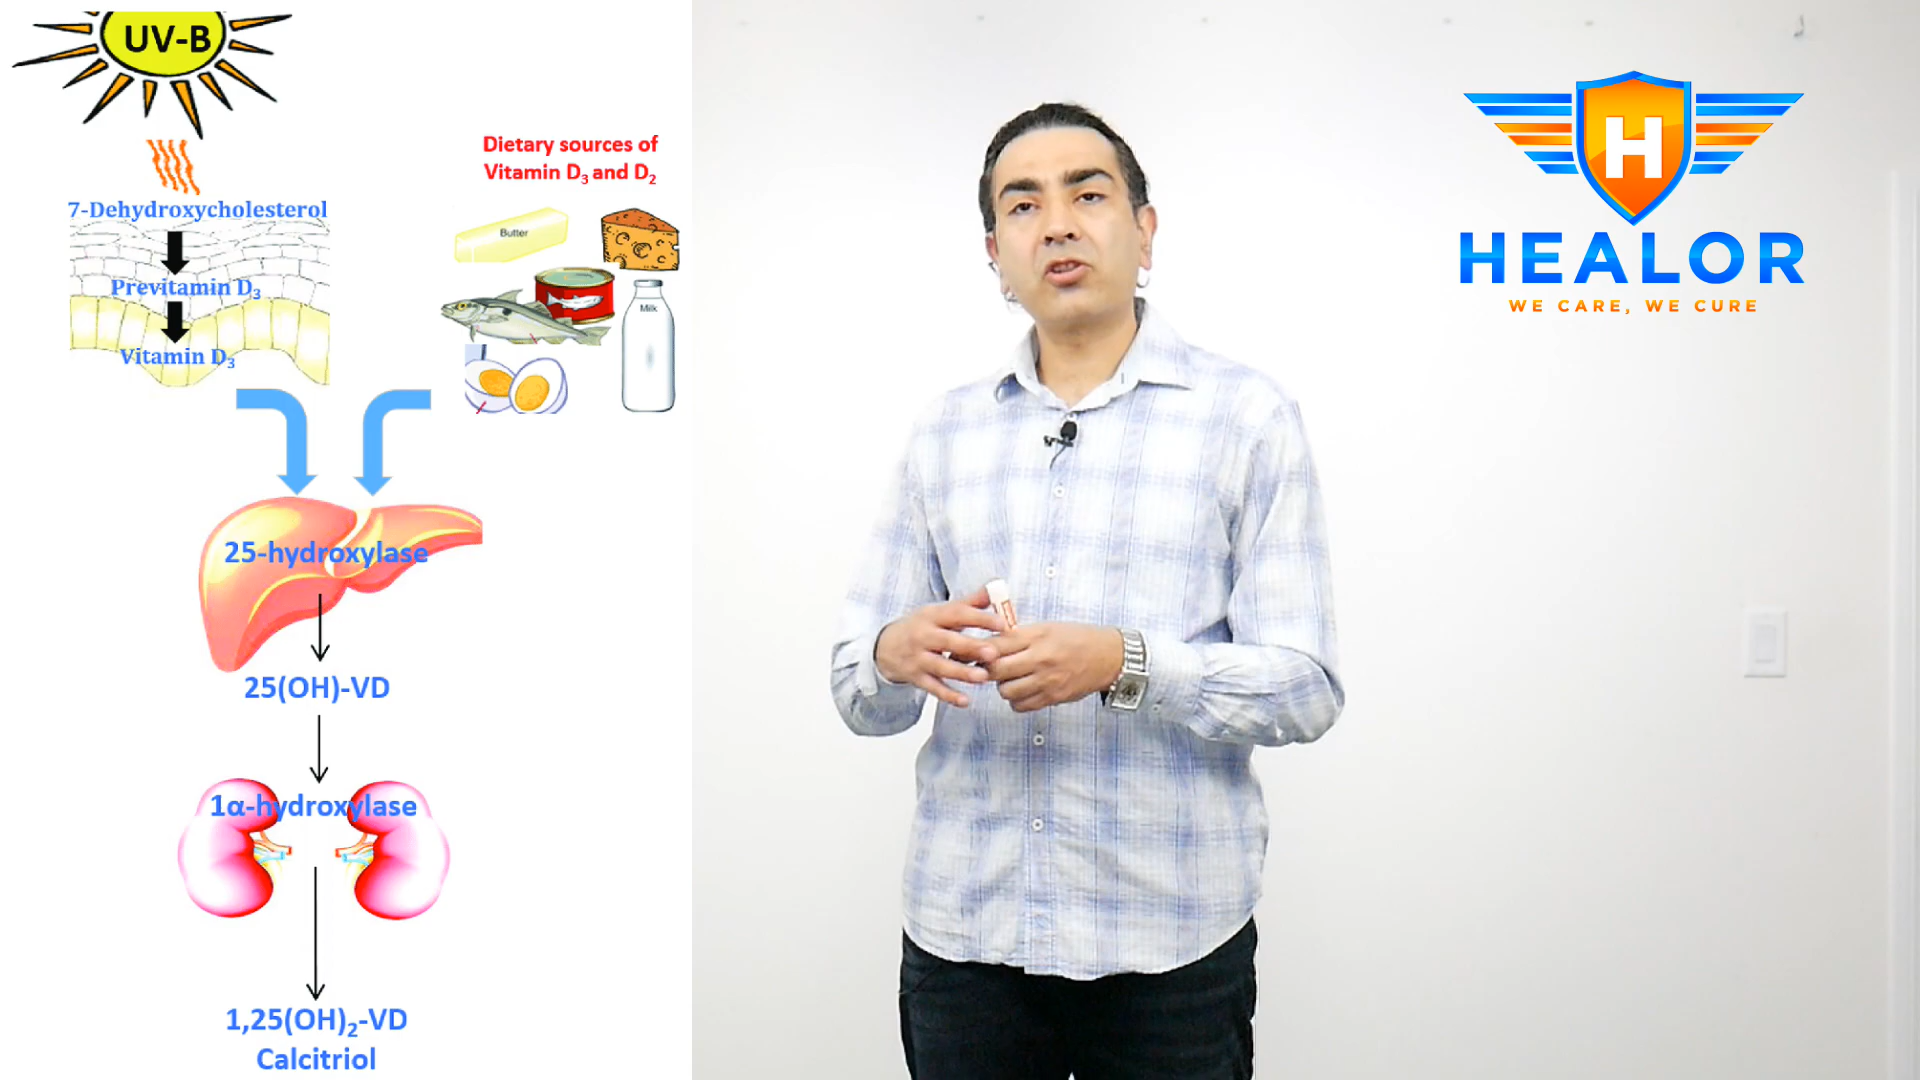 UV-B
7-Dehydroxycholesterol
Previtamin D₃
Vitamin D₃
Dietary sources of
Vitamin D₃ and D₂
Butter
Milk
25-hydroxylase
25(OH)-VD
1α-hydroxylase
1,25(OH)₂-VD
Calcitriol
H
HEALOR
WE CARE, WE CURE